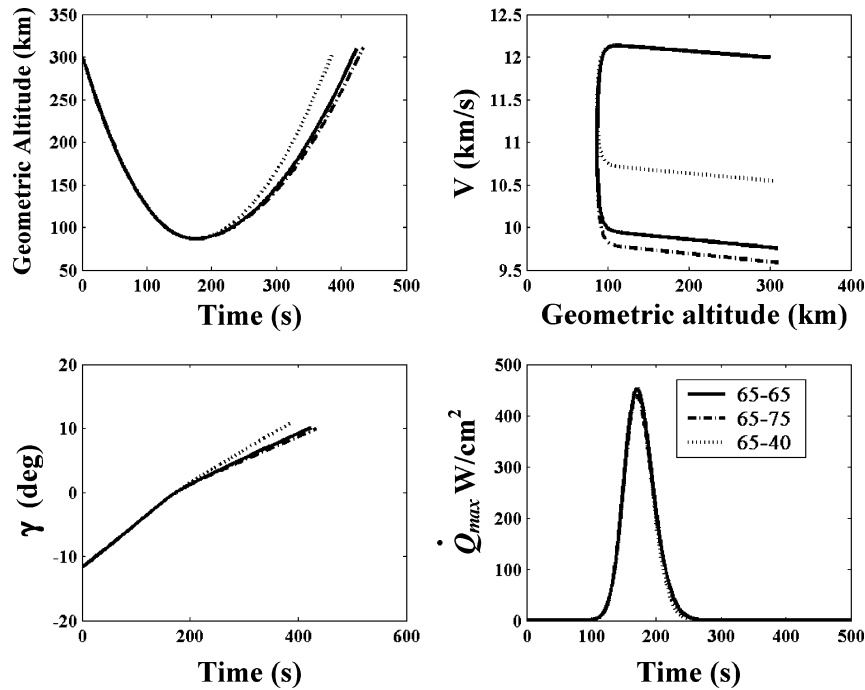 350
300
250
200
150
100
50
Geometric Altitude (km)
0 100 200 300 400 500
Time (s)
12.5
12
11.5
11
10.5
10
9.5
V (km/s)
0 100 200 300 400
Geometric altitude (km)
20
10
0
-10
-20
γ (deg)
0 200 400 600
Time (s)
500
400
300
200
100
0
Q̇max W/cm²
65-65
65-75
65-40
0 100 200 300 400 500
Time (s)